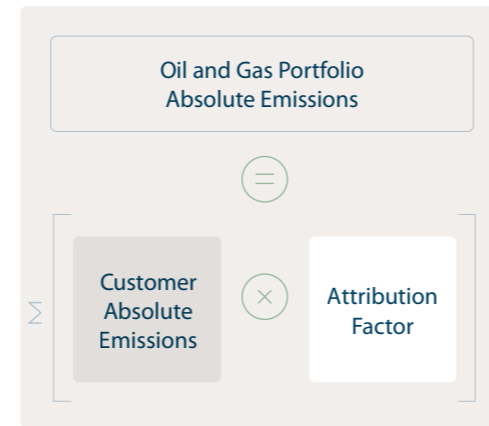 Oil and Gas Portfolio
Absolute Emissions
=
Σ
Customer
Absolute
Emissions
×
Attribution
Factor